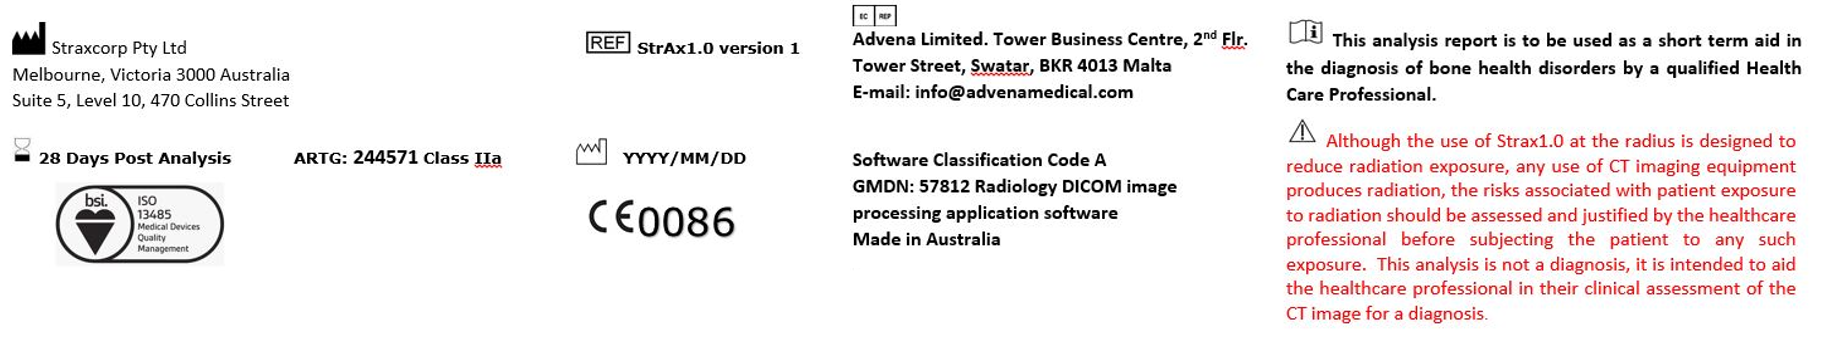 Straxcorp Pty Ltd
Melbourne, Victoria 3000 Australia
Suite 5, Level 10, 470 Collins Street
28 Days Post Analysis
ARTG: 244571 Class IIa
bsi.
ISO
13485
Medical Devices
Quality
Management
REF StrAx1.0 version 1
YYYY/MM/DD
CE0086
EC REP
Advena Limited. Tower Business Centre, 2nd Flr.
Tower Street, Swatar, BKR 4013 Malta
E-mail: info@advenamedical.com
Software Classification Code A
GMDN: 57812 Radiology DICOM image
processing application software
Made in Australia
i This analysis report is to be used as a short term aid in
the diagnosis of bone health disorders by a qualified Health
Care Professional.
Although the use of Strax1.0 at the radius is designed to
reduce radiation exposure, any use of CT imaging equipment
produces radiation, the risks associated with patient exposure
to radiation should be assessed and justified by the healthcare
professional before subjecting the patient to any such
exposure. This analysis is not a diagnosis, it is intended to aid
the healthcare professional in their clinical assessment of the
CT image for a diagnosis.